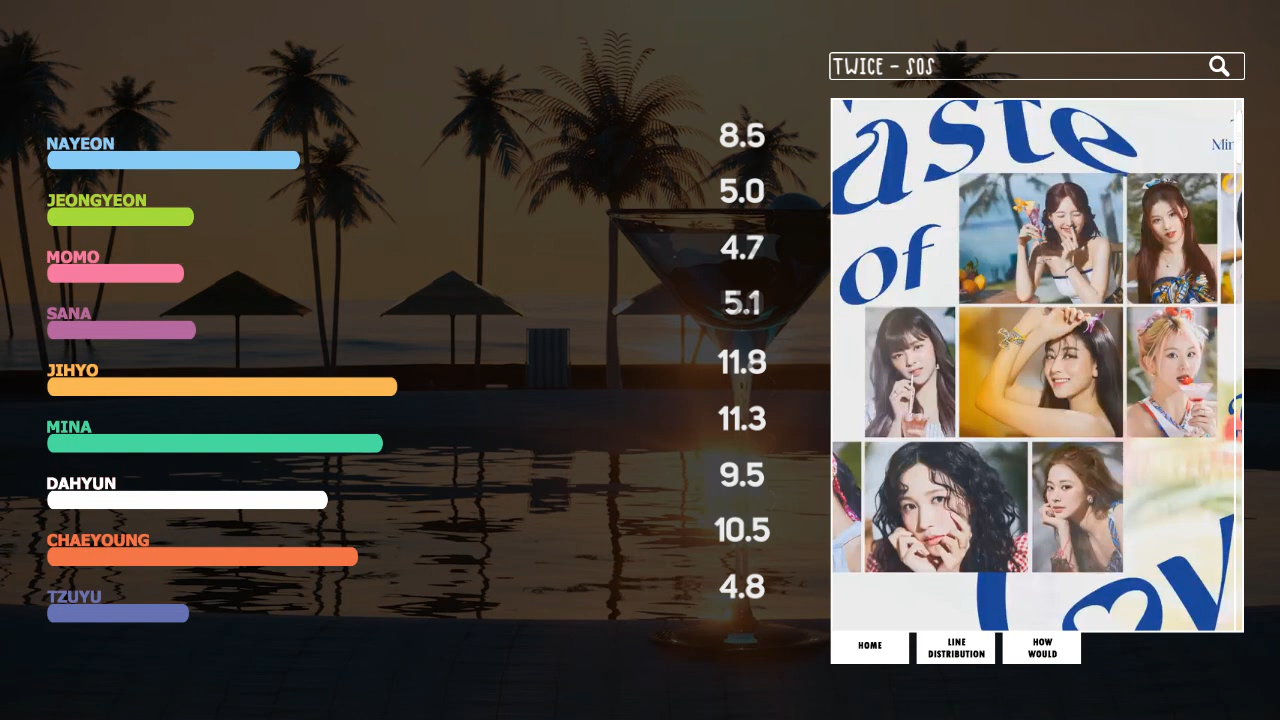 TWICE - SOS
NAYEON
8.5
JEONGYEON
5.0
MOMO
4.7
SANA
5.1
JIHYO
11.8
MINA
11.3
DAHYUN
9.5
CHAEYOUNG
10.5
TZUYU
4.8
aste
of
Lov
HOME
LINE
DISTRIBUTION
HOW
WOULD